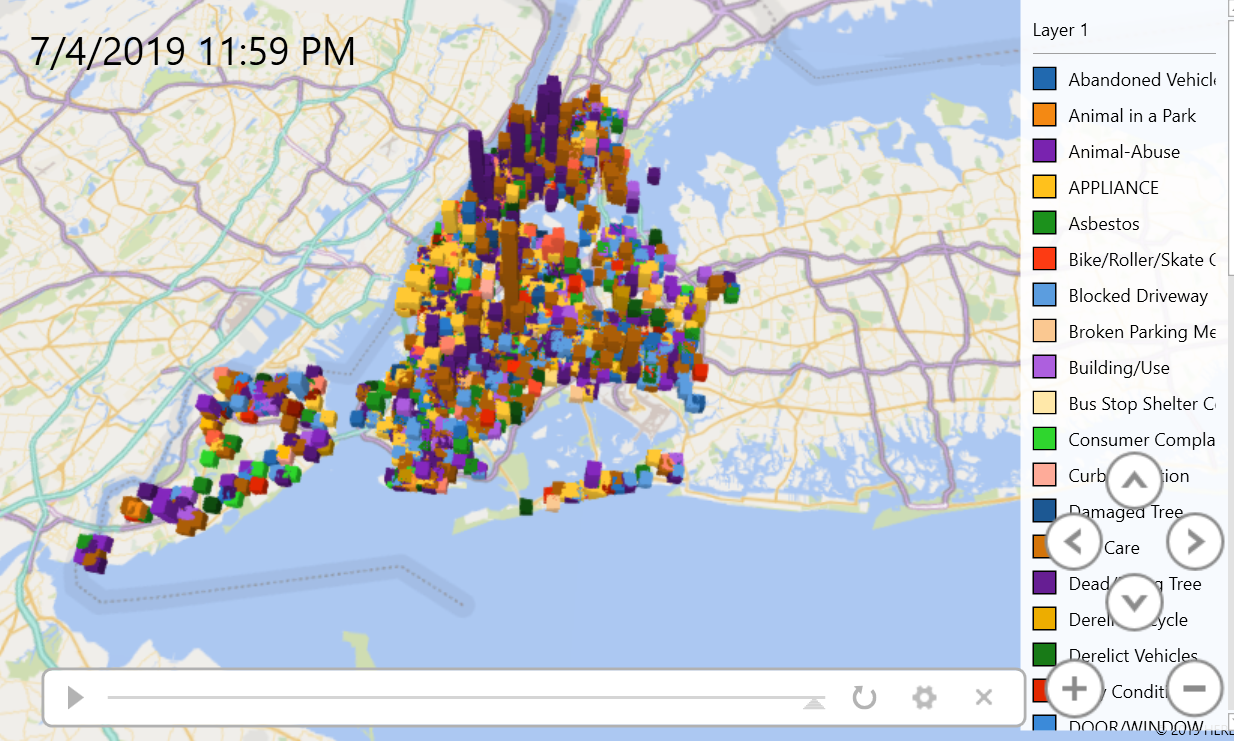 7/4/2019 11:59 PM
Layer 1
Abandoned Vehicle
Animal in a Park
Animal-Abuse
APPLIANCE
Asbestos
Bike/Roller/Skate
Blocked Driveway
Broken Parking
Building/Use
Bus Stop Shelter
Consumer
Damaged Tree
Care
Tree
Derelict Vehicles
DOOR/WINDOW
© 2019 HERE